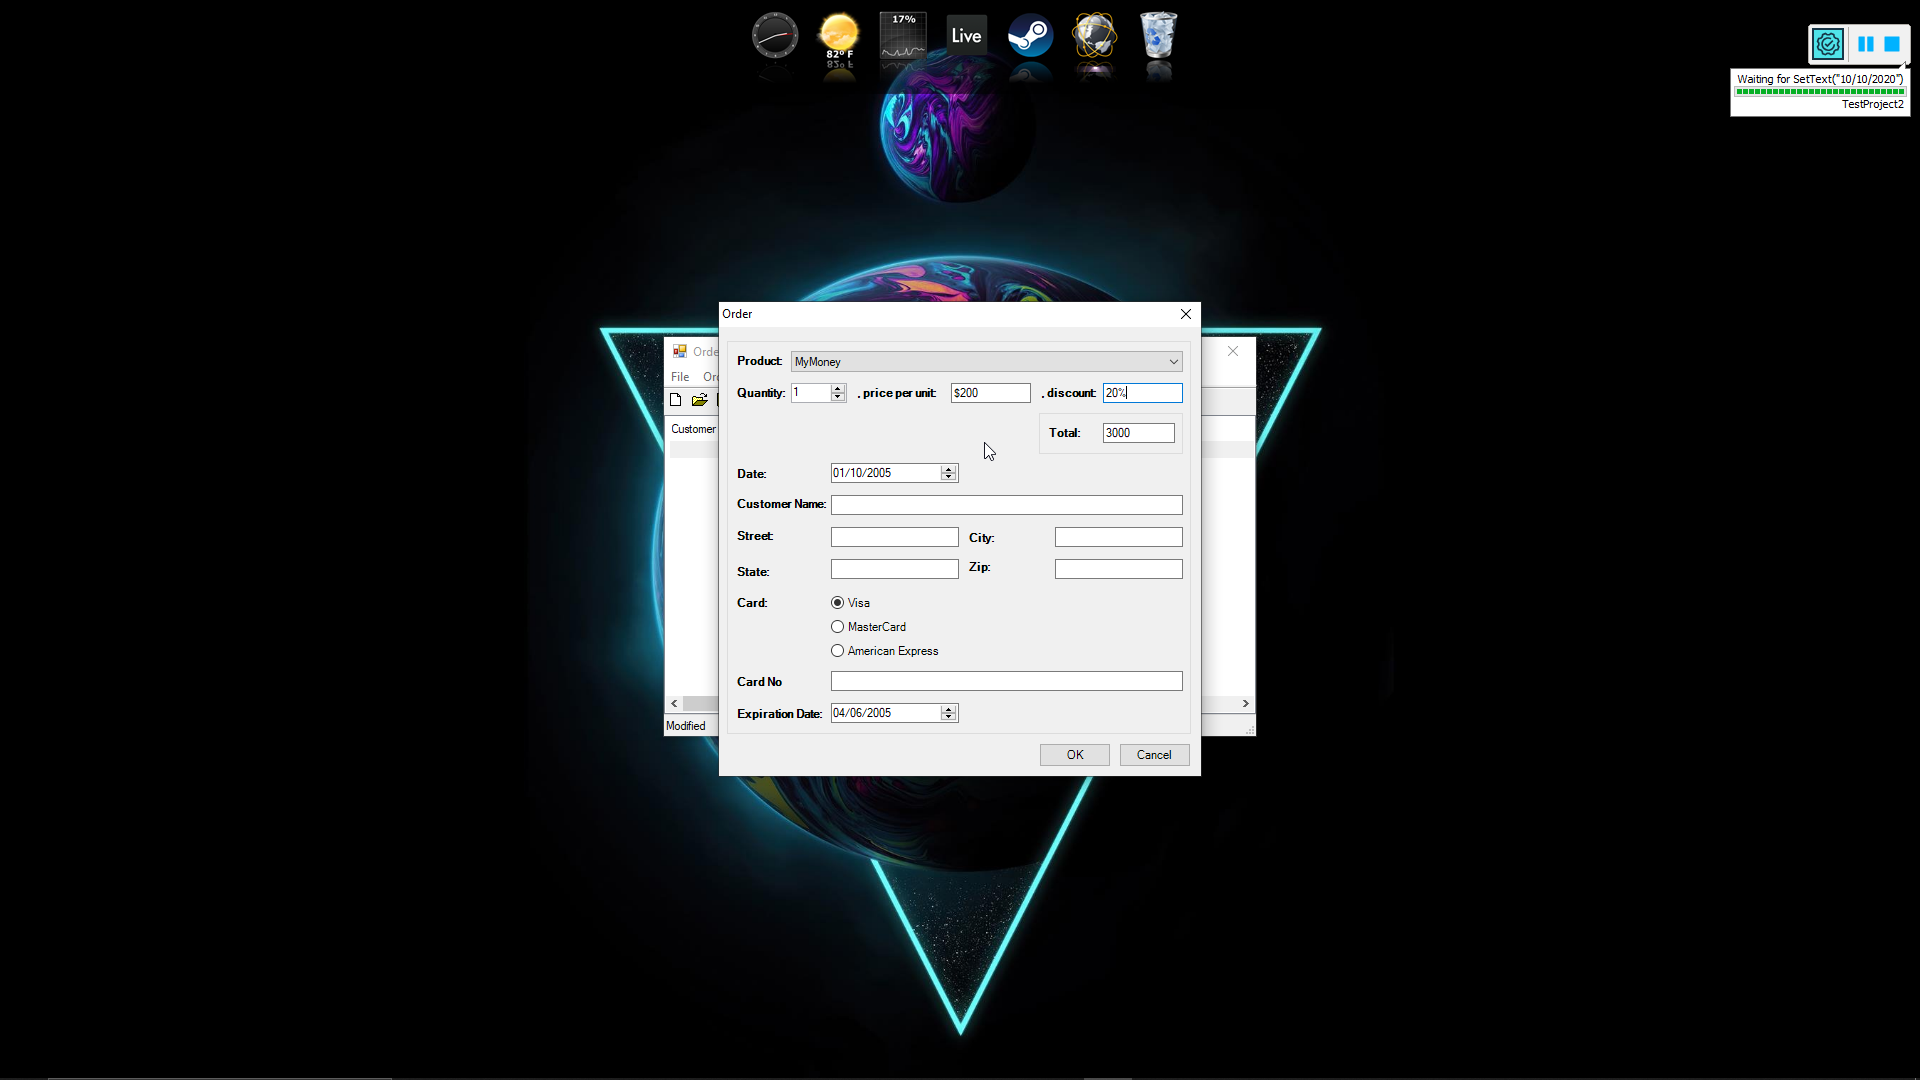 17%
Live
82° F
Waiting for SetText("10/10/2020")
TestProject2
Order
Orde
Product: MyMoney
File Or
Quantity: 1 , price per unit: $200 , discount: 20%
Customer
Total: 3000
Date: 01/10/2005
Customer Name:
Street: City:
State: Zip:
Card: Visa
MasterCard
American Express
Card No
Expiration Date: 04/06/2005
Modified
OK Cancel